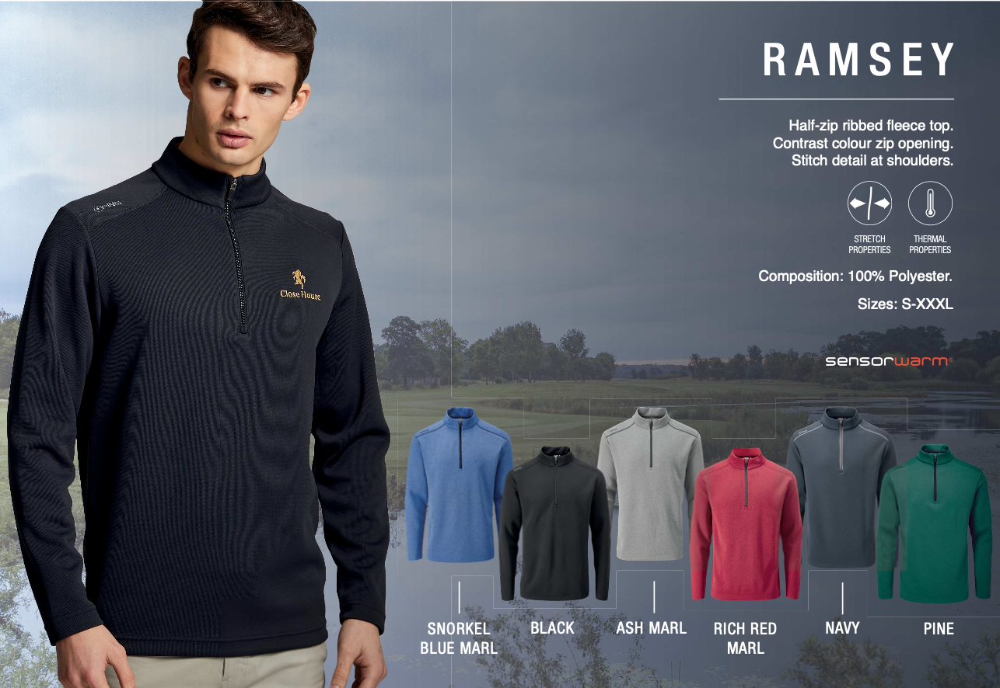 RAMSEY
Half-zip ribbed fleece top.
Contrast colour zip opening.
Stitch detail at shoulders.
STRETCH
PROPERTIES
THERMAL
PROPERTIES
Composition: 100% Polyester.
Sizes: S-XXXL
sensorwarm®
PING
Close House
SNORKEL
BLUE MARL
BLACK
ASH MARL
RICH RED
MARL
NAVY
PINE